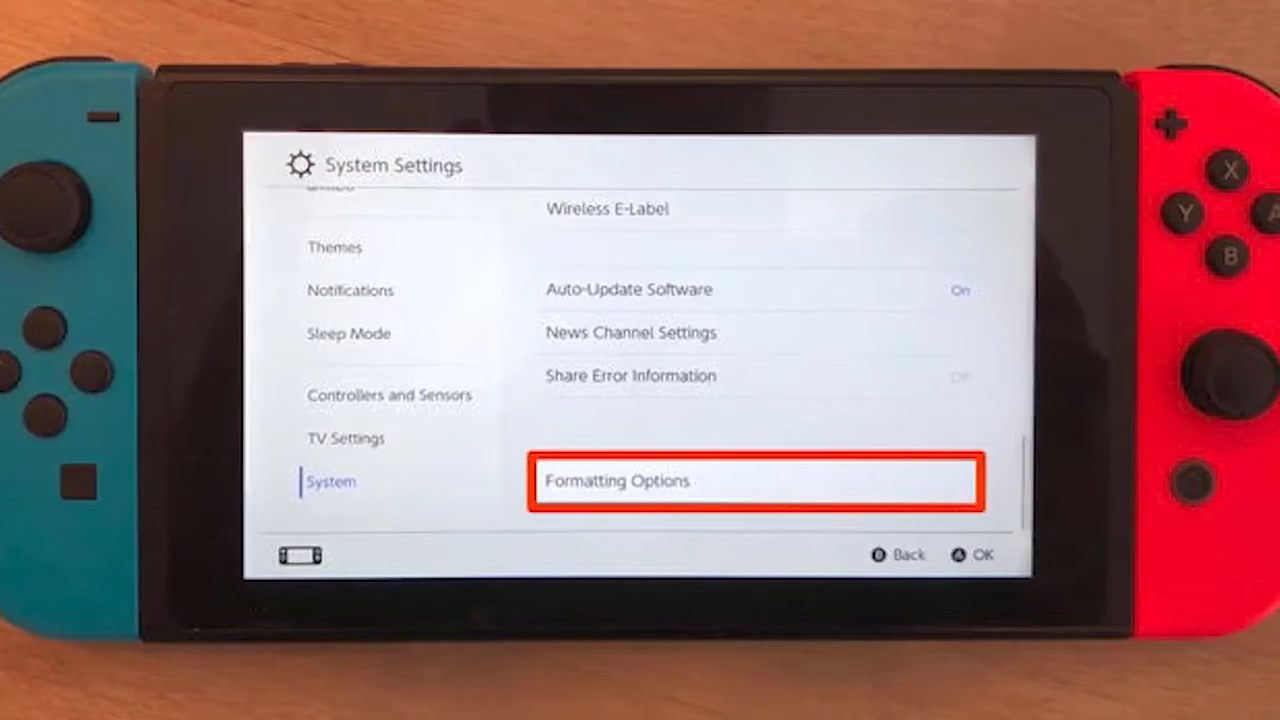 System Settings
Themes
Notifications
Sleep Mode
Controllers and Sensors
TV Settings
System
Wireless E-Label
Auto-Update Software On
News Channel Settings
Share Error Information Off
Formatting Options
B Back A OK
X
Y
A
B